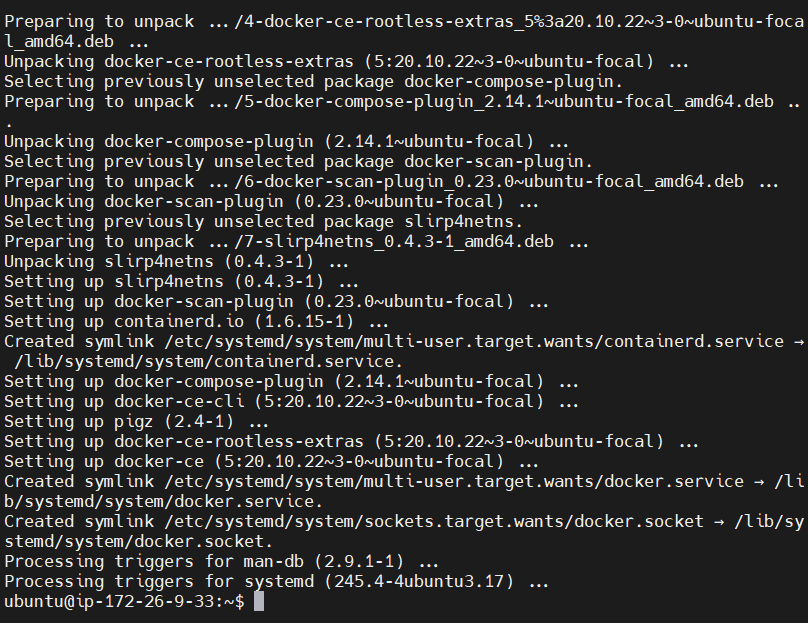 Preparing to unpack .../4-docker-ce-rootless-extras_5%3a20.10.22~3-0~ubuntu-foca
l_amd64.deb ...
Unpacking docker-ce-rootless-extras (5:20.10.22~3-0~ubuntu-focal) ...
Selecting previously unselected package docker-compose-plugin.
Preparing to unpack .../5-docker-compose-plugin_2.14.1~ubuntu-focal_amd64.deb ..
.
Unpacking docker-compose-plugin (2.14.1~ubuntu-focal) ...
Selecting previously unselected package docker-scan-plugin.
Preparing to unpack .../6-docker-scan-plugin_0.23.0~ubuntu-focal_amd64.deb ...
Unpacking docker-scan-plugin (0.23.0~ubuntu-focal) ...
Selecting previously unselected package slirp4netns.
Preparing to unpack .../7-slirp4netns_0.4.3-1_amd64.deb ...
Unpacking slirp4netns (0.4.3-1) ...
Setting up slirp4netns (0.4.3-1) ...
Setting up docker-scan-plugin (0.23.0~ubuntu-focal) ...
Setting up containerd.io (1.6.15-1) ...
Created symlink /etc/systemd/system/multi-user.target.wants/containerd.service →
 /lib/systemd/system/containerd.service.
Setting up docker-compose-plugin (2.14.1~ubuntu-focal) ...
Setting up docker-ce-cli (5:20.10.22~3-0~ubuntu-focal) ...
Setting up pigz (2.4-1) ...
Setting up docker-ce-rootless-extras (5:20.10.22~3-0~ubuntu-focal) ...
Setting up docker-ce (5:20.10.22~3-0~ubuntu-focal) ...
Created symlink /etc/systemd/system/multi-user.target.wants/docker.service → /li
b/systemd/system/docker.service.
Created symlink /etc/systemd/system/sockets.target.wants/docker.socket → /lib/sy
stemd/system/docker.socket.
Processing triggers for man-db (2.9.1-1) ...
Processing triggers for systemd (245.4-4ubuntu3.17) ...
ubuntu@ip-172-26-9-33:~$